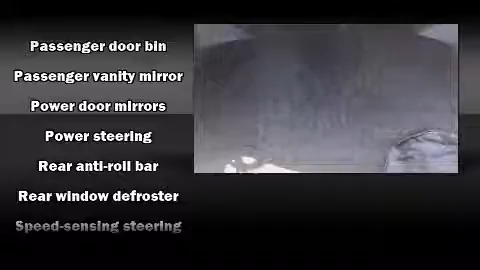 Passenger door bin
Passenger vanity mirror
Power door mirrors
Power steering
Rear anti-roll bar
Rear window defroster
Speed-sensing steering